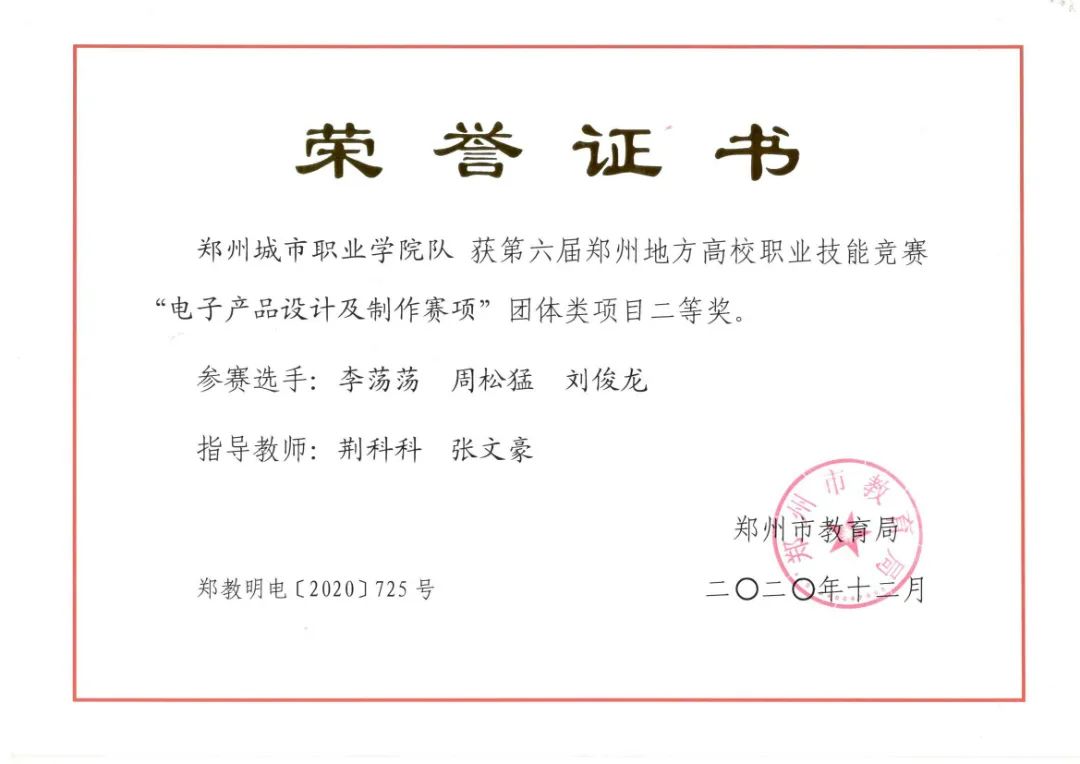 荣誉证书
郑州城市职业学院队 获第六届郑州地方高校职业技能竞赛
“电子产品设计及制作赛项”团体类项目二等奖。
参赛选手：李荡荡 周松猛 刘俊龙
指导教师：荆科科 张文豪
郑州市教育局
郑州市教育局
郑教明电〔2020〕725号
二〇二〇年十二月